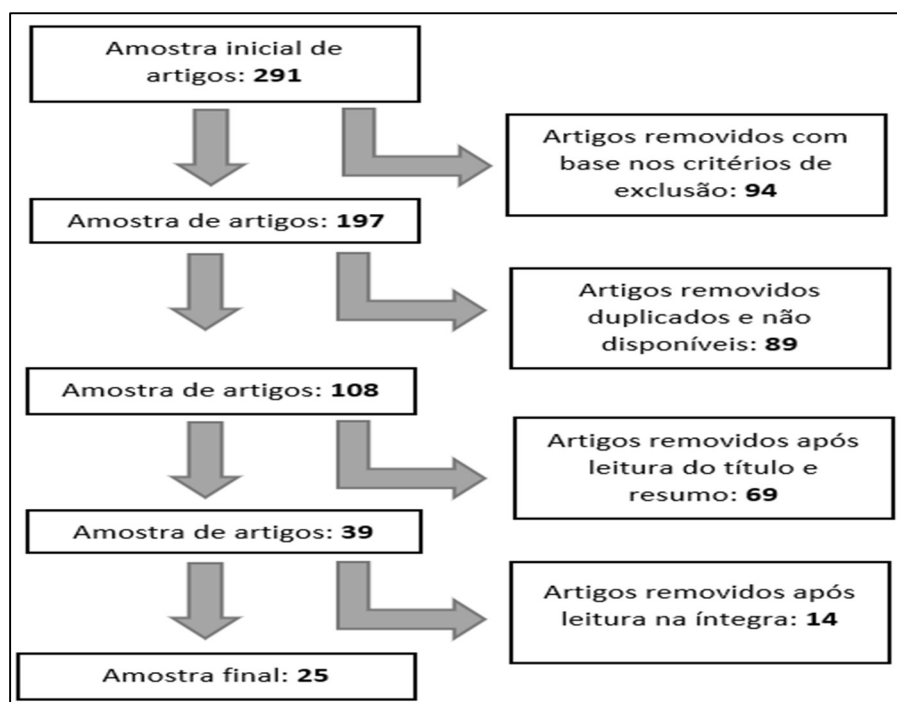 Amostra inicial de
artigos: 291
Artigos removidos com
base nos critérios de
exclusão: 94
Amostra de artigos: 197
Artigos removidos
duplicados e não
disponíveis: 89
Amostra de artigos: 108
Artigos removidos após
leitura do título e
resumo: 69
Amostra de artigos: 39
Artigos removidos após
leitura na íntegra: 14
Amostra final: 25